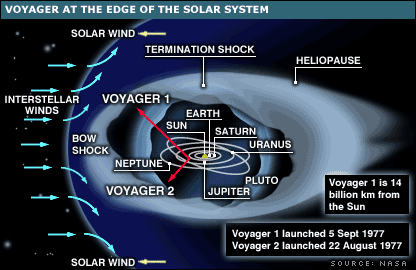 VOYAGER AT THE EDGE OF THE SOLAR SYSTEM
SOLAR WIND
TERMINATION SHOCK
HELIOPAUSE
INTERSTELLAR
WINDS
VOYAGER 1
EARTH
SUN
SATURN
BOW
SHOCK
URANUS
NEPTUNE
PLUTO
VOYAGER 2
JUPITER
Voyager 1 is 14
billion km from
the Sun
Voyager 1 launched 5 Sept 1977
Voyager 2 launched 22 August 1977
SOLAR WIND
SOURCE: NASA